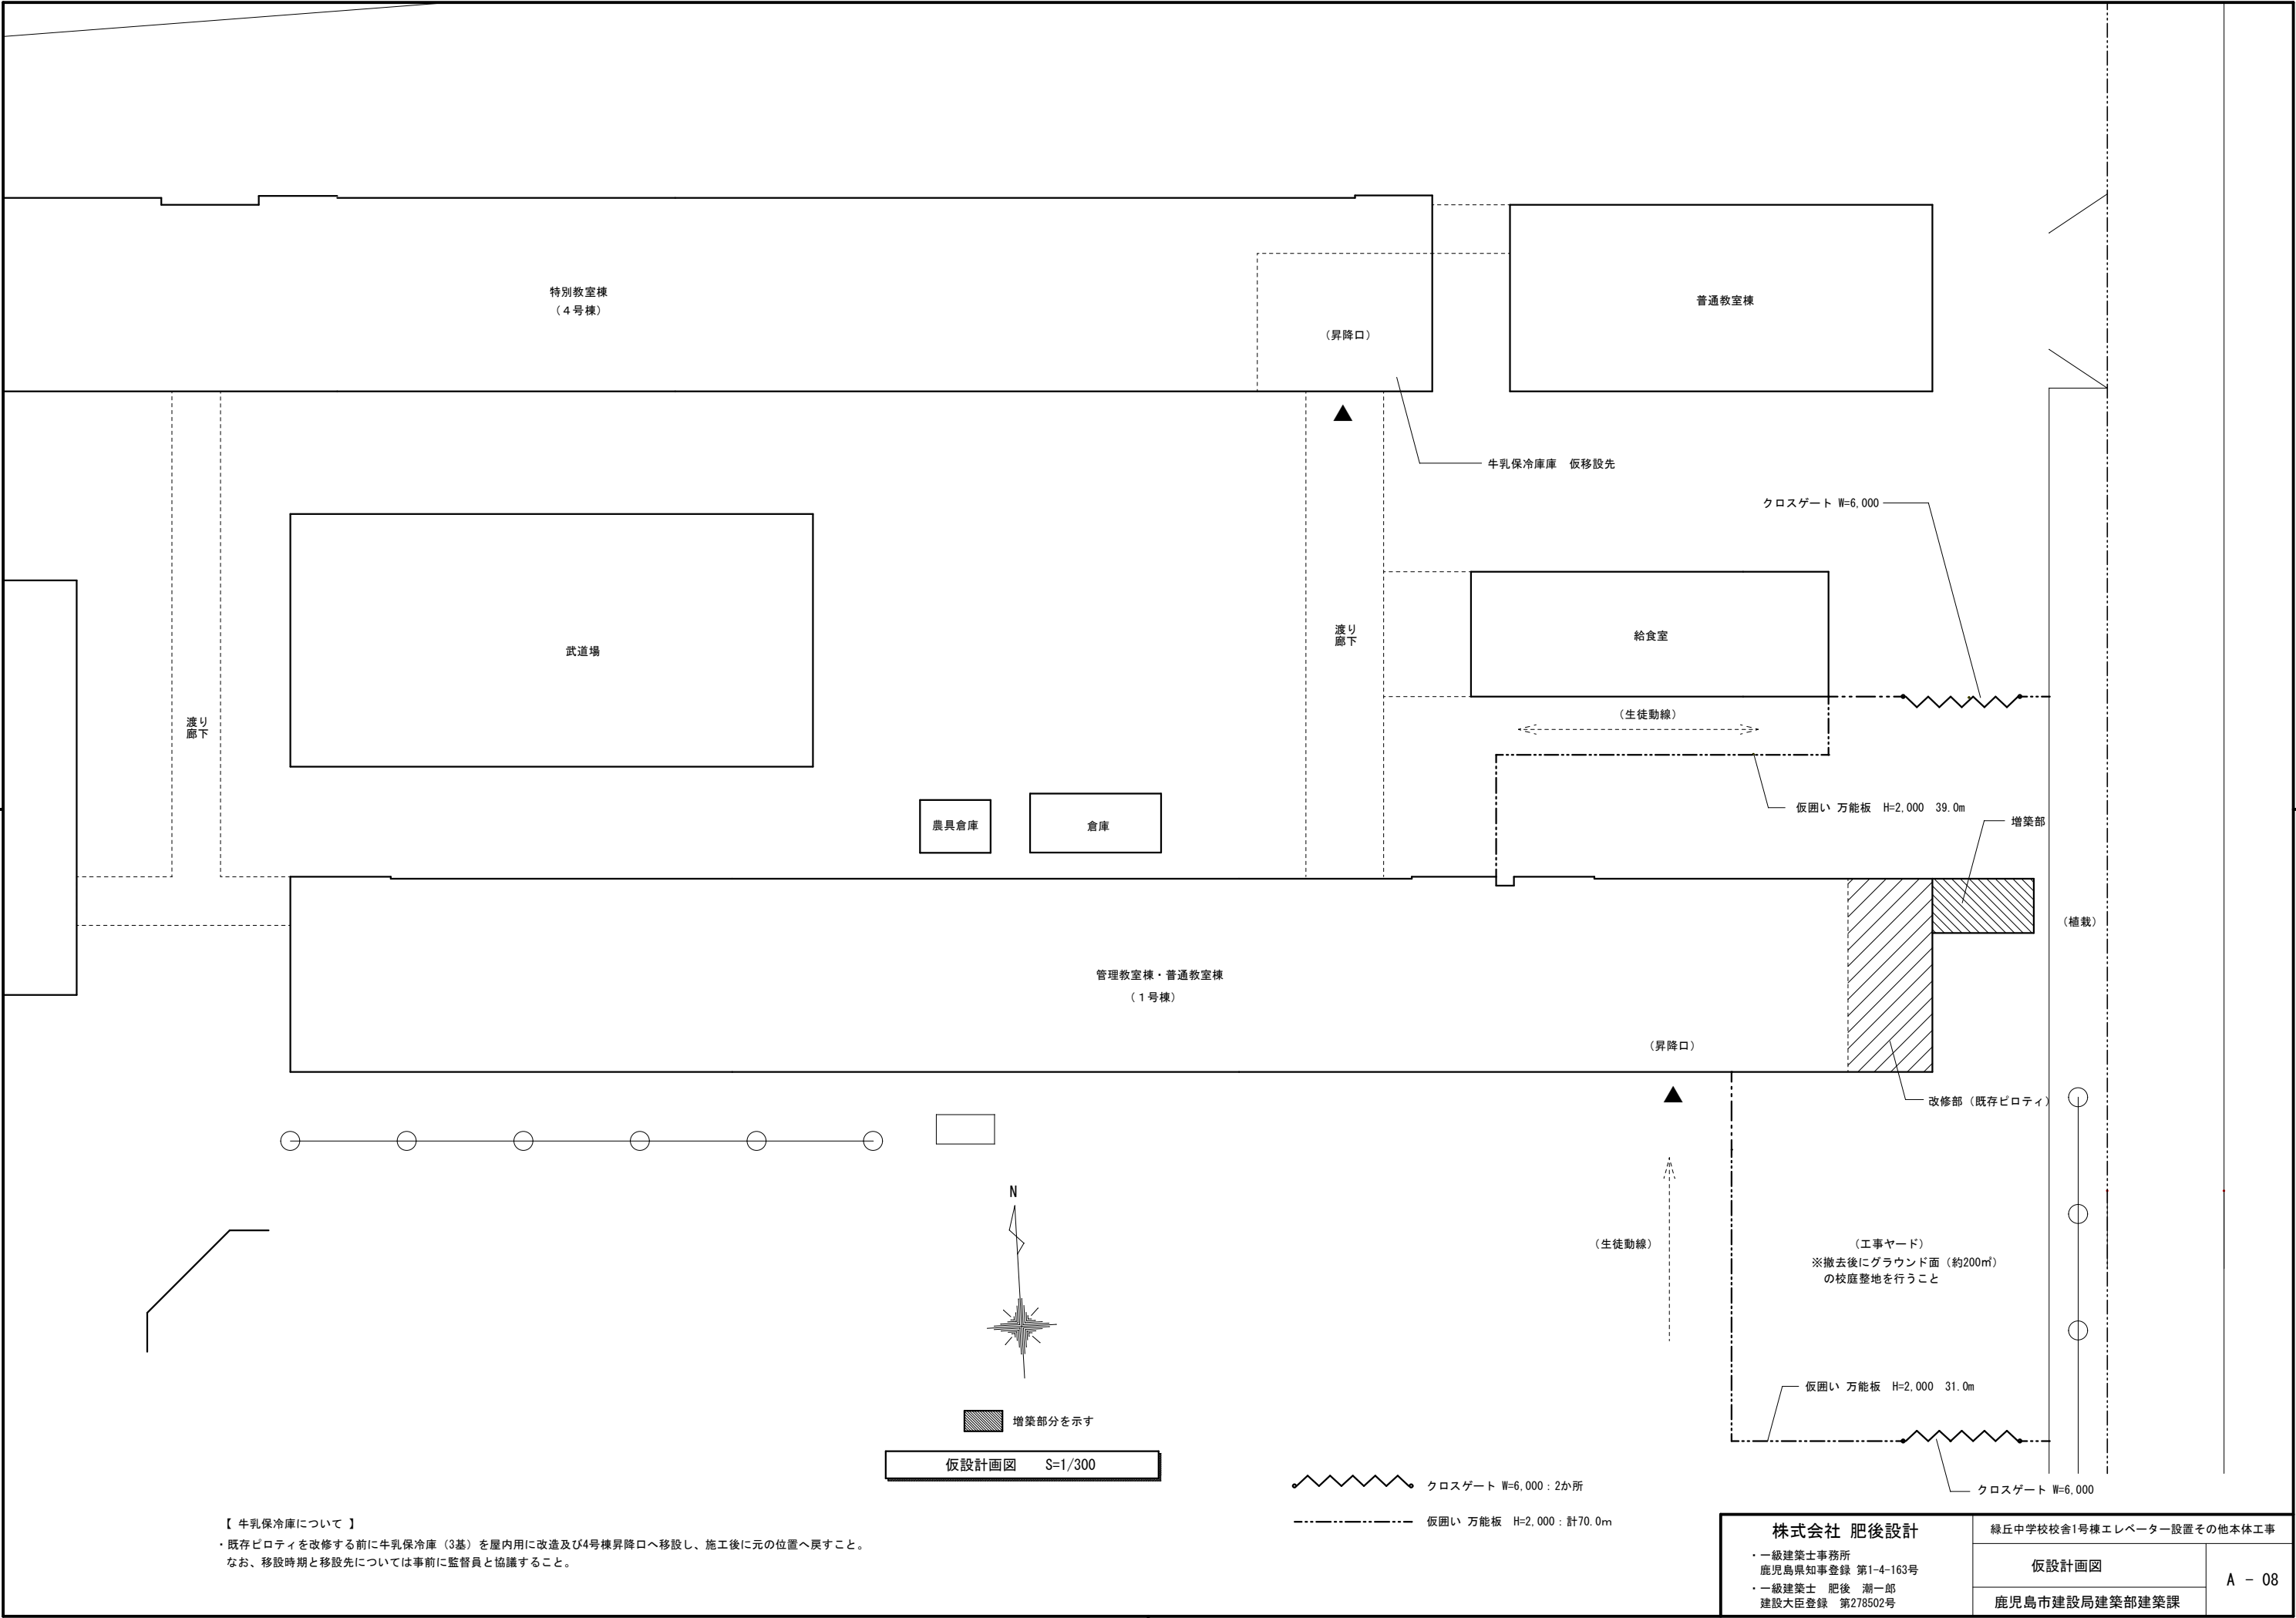 特別教室棟
（４号棟）
（昇降口）
普通教室棟
牛乳保冷庫庫　仮移設先
クロスゲート W=6,000
武道場
渡り
廊下
給食室
渡り
廊下
（生徒動線）
農具倉庫
倉庫
仮囲い 万能板　H=2,000　39.0m
増築部
（植栽）
管理教室棟・普通教室棟
（１号棟）
（昇降口）
改修部（既存ピロティ）
N
（生徒動線）
（工事ヤード）
※撤去後にグラウンド面（約200㎡）
の校庭整地を行うこと
仮囲い 万能板　H=2,000　31.0m
増築部分を示す
仮設計画図　　S=1/300
クロスゲート W=6,000：2か所
クロスゲート W=6,000
仮囲い 万能板　H=2,000：計70.0m
【 牛乳保冷庫について 】
・既存ピロティを改修する前に牛乳保冷庫（3基）を屋内用に改造及び4号棟昇降口へ移設し、施工後に元の位置へ戻すこと。
なお、移設時期と移設先については事前に監督員と協議すること。
株式会社 肥後設計
・一級建築士事務所
鹿児島県知事登録 第1-4-163号
・一級建築士　肥後　潮一郎
建設大臣登録　第278502号
緑丘中学校校舎1号棟エレベーター設置その他本体工事
仮設計画図
A － 08
鹿児島市建設局建築部建築課